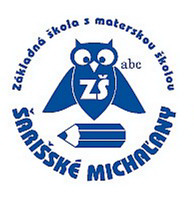 Základná škola s materskou školou
abc
ZŠ
ŠARIŠSKÉ MICHAĽANY